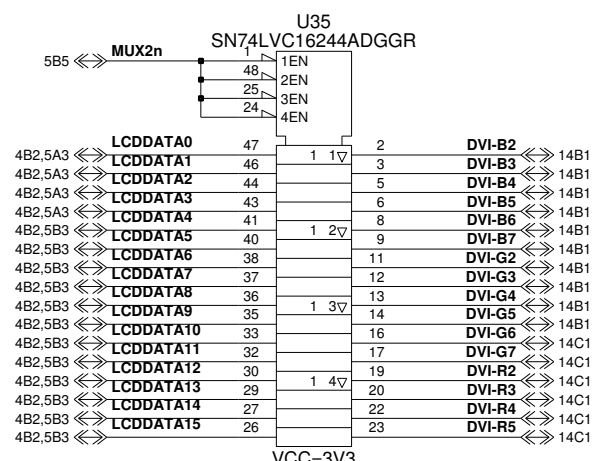 U35
SN74LVC16244ADGGR
5B5 MUX2n 1 1EN
48 2EN
25 3EN
24 4EN
4B2,5A3 LCDDATA0 47 1 1▽ 2 DVI-B2 14B1
4B2,5A3 LCDDATA1 46 3 DVI-B3 14B1
4B2,5A3 LCDDATA2 44 5 DVI-B4 14B1
4B2,5A3 LCDDATA3 43 6 DVI-B5 14B1
4B2,5B3 LCDDATA4 41 1 2▽ 8 DVI-B6 14B1
4B2,5B3 LCDDATA5 40 9 DVI-B7 14B1
4B2,5B3 LCDDATA6 38 11 DVI-G2 14B1
4B2,5B3 LCDDATA7 37 12 DVI-G3 14B1
4B2,5B3 LCDDATA8 36 1 3▽ 13 DVI-G4 14B1
4B2,5B3 LCDDATA9 35 14 DVI-G5 14B1
4B2,5B3 LCDDATA10 33 16 DVI-G6 14C1
4B2,5B3 LCDDATA11 32 17 DVI-G7 14C1
4B2,5B3 LCDDATA12 30 1 4▽ 19 DVI-R2 14C1
4B2,5B3 LCDDATA13 29 20 DVI-R3 14C1
4B2,5B3 LCDDATA14 27 22 DVI-R4 14C1
4B2,5B3 LCDDATA15 26 23 DVI-R5 14C1
VCC-3V3